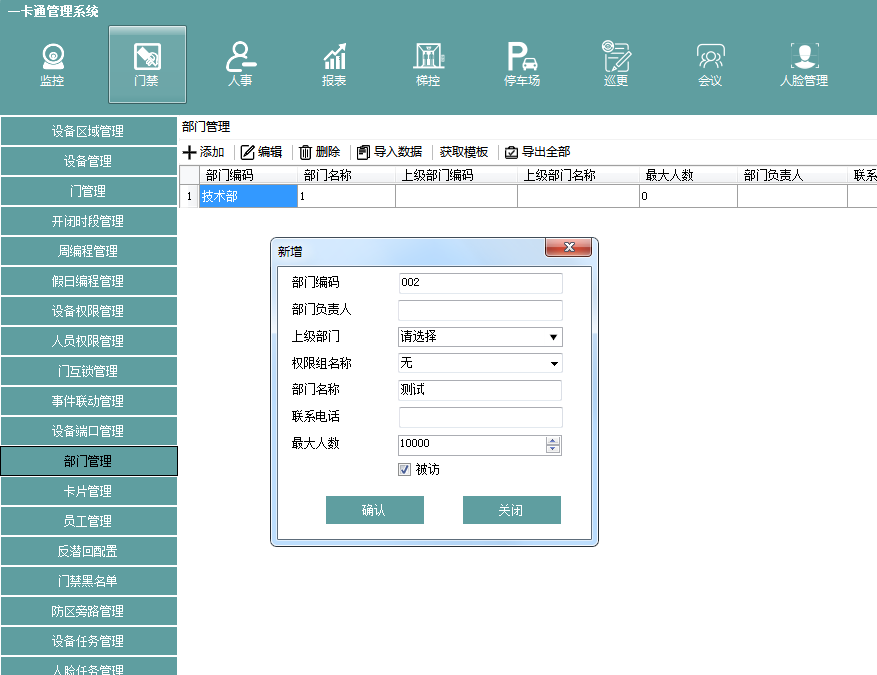 一卡通管理系统
监控 门禁 人事 报表 梯控 停车场 巡更 会议 人脸管理
设备区域管理
设备管理
门管理
开闭时段管理
周编程管理
假日编程管理
设备权限管理
人员权限管理
门互锁管理
事件联动管理
设备端口管理
部门管理
卡片管理
员工管理
反潜回配置
门禁黑名单
防区旁路管理
设备任务管理
人脸任务管理
部门管理
添加 编辑 删除 导入数据 获取模板 导出全部
部门编码 部门名称 上级部门编码 上级部门名称 最大人数 部门负责人 联系
1 技术部 1 0
新增
部门编码 002
部门负责人
上级部门 请选择
权限组名称 无
部门名称 测试
联系电话
最大人数 10000
被访
确认 关闭